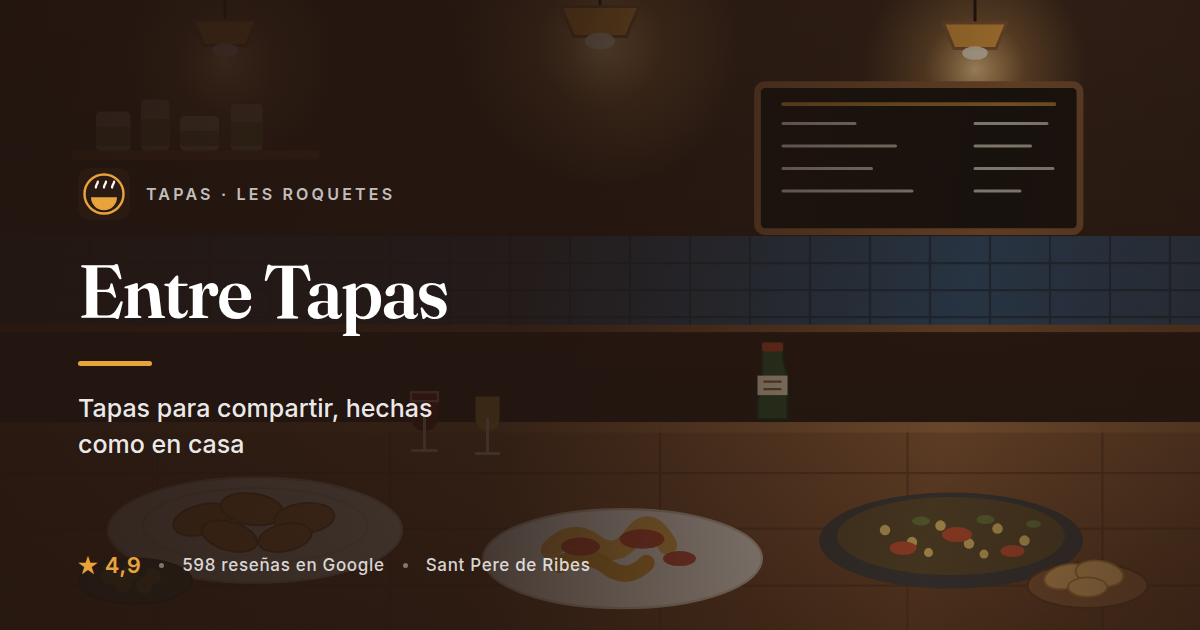 TAPAS · LES ROQUETES
Entre Tapas
Tapas para compartir, hechas
como en casa
★ 4,9 • 598 reseñas en Google • Sant Pere de Ribes